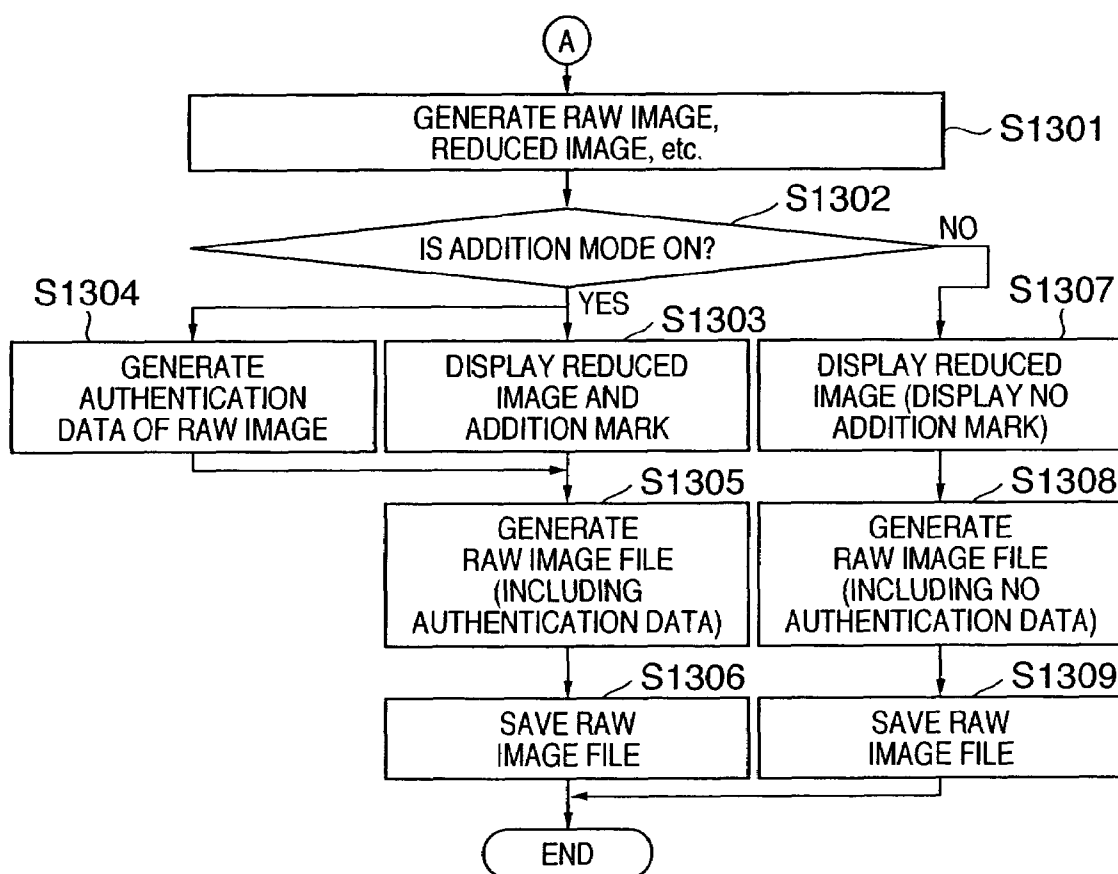 A
GENERATE RAW IMAGE,
REDUCED IMAGE, etc.
S1301
S1302
IS ADDITION MODE ON?
NO
YES
S1304
GENERATE
AUTHENTICATION
DATA OF RAW IMAGE
S1303
DISPLAY REDUCED
IMAGE AND
ADDITION MARK
S1307
DISPLAY REDUCED
IMAGE (DISPLAY NO
ADDITION MARK)
S1305
GENERATE
RAW IMAGE FILE
(INCLUDING
AUTHENTICATION DATA)
S1308
GENERATE
RAW IMAGE FILE
(INCLUDING NO
AUTHENTICATION DATA)
S1306
SAVE RAW
IMAGE FILE
S1309
SAVE RAW
IMAGE FILE
END